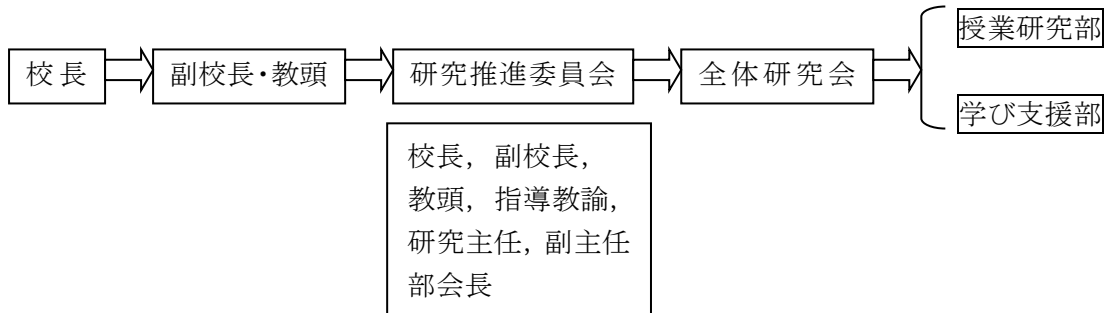 校長
副校長・教頭
研究推進委員会
全体研究会
授業研究部
学び支援部
校長，副校長，
教頭，指導教諭，
研究主任，副主任
部会長